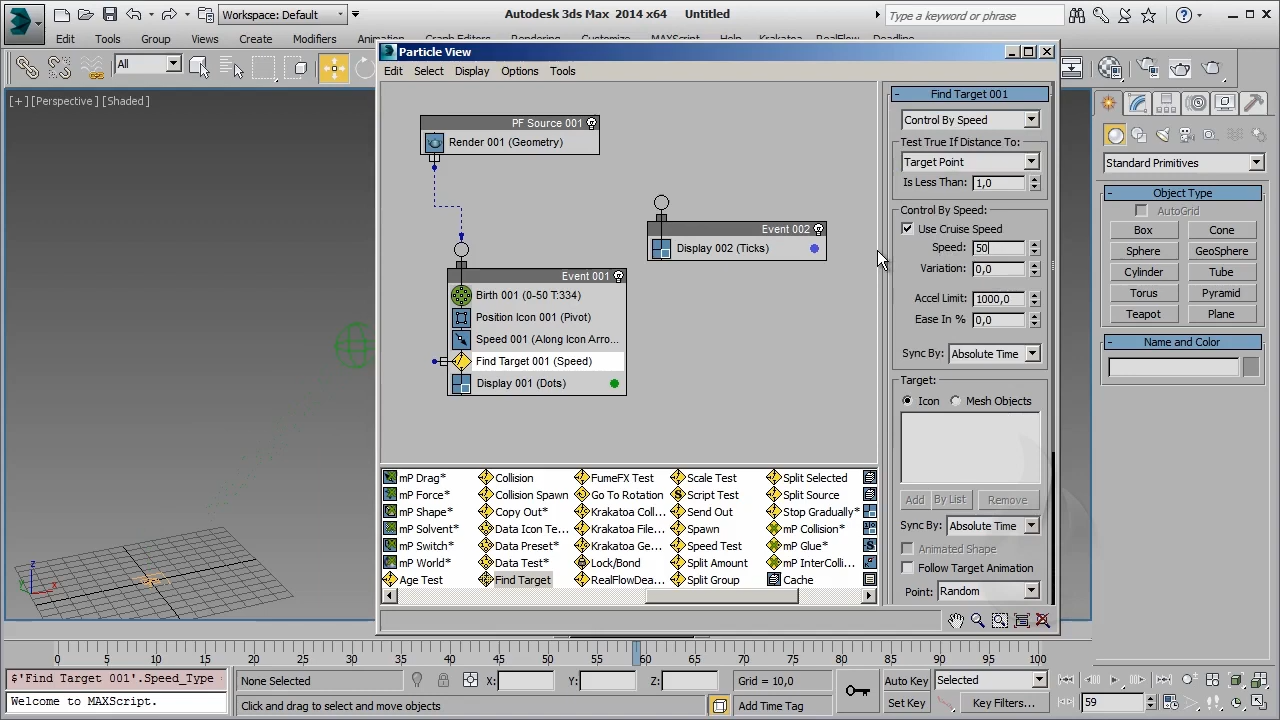 Workspace: Default
Autodesk 3ds Max 2014 x64 Untitled
Type a keyword or phrase
Edit Tools Group Views Create Modifiers Animation Graph Editors Rendering Customize MAXScript Krakatoa RealFlow Deadline
All
[+][Perspective][Shaded]
Particle View
Edit Select Display Options Tools
PF Source 001
Render 001 (Geometry)
Event 002
Display 002 (Ticks)
Event 001
Birth 001 (0-50 T:334)
Position Icon 001 (Pivot)
Speed 001 (Along Icon Arro...
Find Target 001 (Speed)
Display 001 (Dots)
mP Drag* Collision FumeFX Test Scale Test Split Selected
mP Force* Collision Spawn Go To Rotation Script Test Split Source
mP Shape* Copy Out* Krakatoa Coll... Send Out Stop Gradually*
mP Solvent* Data Icon Te... Krakatoa File... Spawn mP Collision*
mP Switch* Data Preset* Krakatoa Ge... Speed Test mP Glue*
mP World* Data Test* Lock/Bond Split Amount mP InterColli...
Age Test Find Target RealFlowDea... Split Group Cache
Find Target 001
Control By Speed
Test True If Distance To:
Target Point
Is Less Than: 1,0
Control By Speed:
Use Cruise Speed
Speed: 50
Variation: 0,0
Accel Limit: 1000,0
Ease In % 0,0
Sync By: Absolute Time
Target:
Icon Mesh Objects
Add By List Remove
Sync By: Absolute Time
Animated Shape
Follow Target Animation
Point: Random
Standard Primitives
Object Type
AutoGrid
Box Cone
Sphere GeoSphere
Cylinder Tube
Torus Pyramid
Teapot Plane
Name and Color
z
0 5 10 15 20 25 30 35 40 45 50 55 60 65 70 75 80 85 90 95 100
$'Find Target 001'.Speed_Type
Welcome to MAXScript.
None Selected
X: Y: Z:
Grid = 10,0
Click and drag to select and move objects
Add Time Tag
Auto Key Selected
Set Key Key Filters...
59